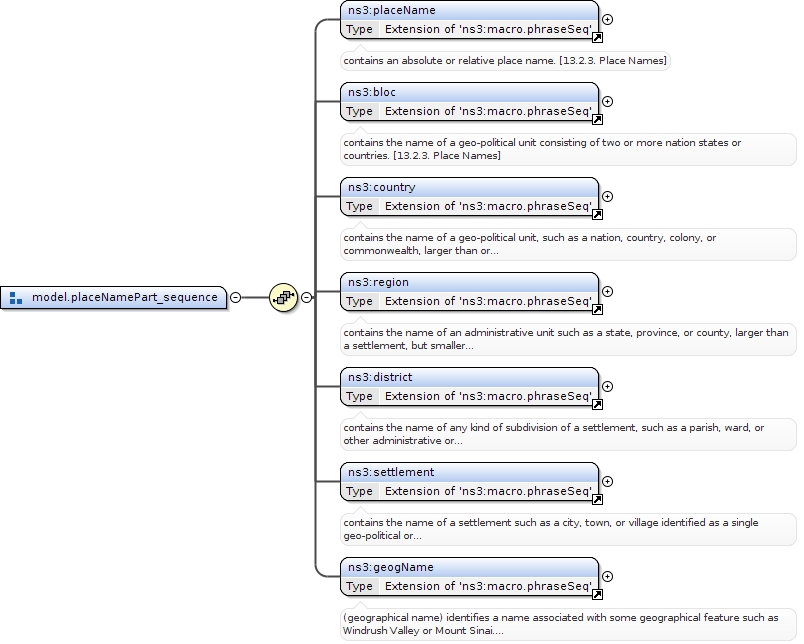 ns3:placeName
Type Extension of 'ns3:macro.phraseSeq'
contains an absolute or relative place name. [13.2.3. Place Names]
ns3:bloc
Type Extension of 'ns3:macro.phraseSeq'
contains the name of a geo-political unit consisting of two or more nation states or
countries. [13.2.3. Place Names]
ns3:country
Type Extension of 'ns3:macro.phraseSeq'
contains the name of a geo-political unit, such as a nation, country, colony, or
commonwealth, larger than or...
model.placeNamePart_sequence
ns3:region
Type Extension of 'ns3:macro.phraseSeq'
contains the name of an administrative unit such as a state, province, or county, larger than
a settlement, but smaller...
ns3:district
Type Extension of 'ns3:macro.phraseSeq'
contains the name of any kind of subdivision of a settlement, such as a parish, ward, or
other administrative or...
ns3:settlement
Type Extension of 'ns3:macro.phraseSeq'
contains the name of a settlement such as a city, town, or village identified as a single
geo-political or...
ns3:geogName
Type Extension of 'ns3:macro.phraseSeq'
(geographical name) identifies a name associated with some geographical feature such as
Windrush Valley or Mount Sinai....